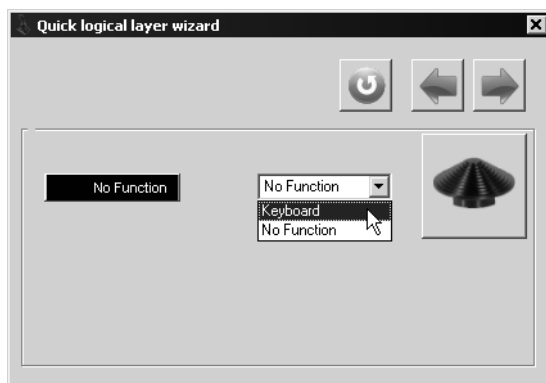 Quick logical layer wizard
No Function
No Function
Keyboard
No Function